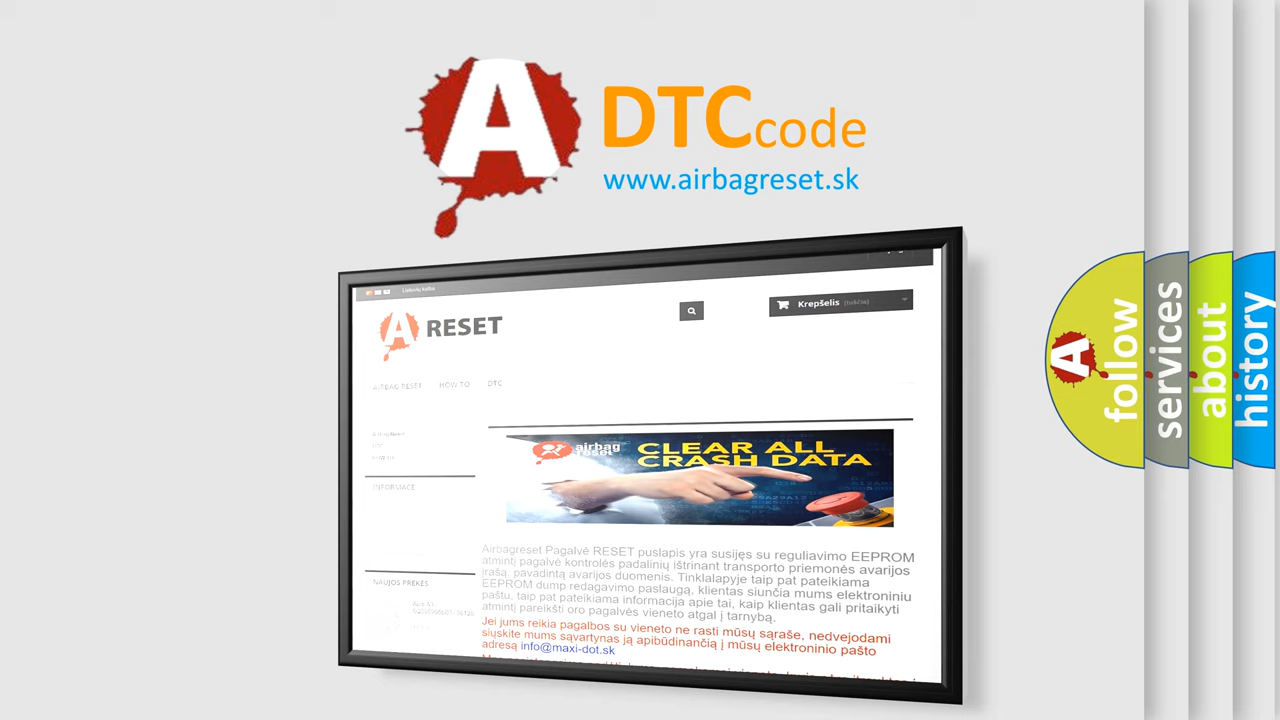 A DTCcode
www.airbagreset.sk
Lietuvių kalba
A RESET
Krepšelis (tuščia)
AIRBAG RESET HOW TO DTC
INFORMACE
CLEAR ALL
CRASH DATA
airbag
reset
Airbagreset Pagalvė RESET puslapis yra susijęs su reguliavimo EEPROM
atmintį pagalvė kontrolės padalinių ištrinant transporto priemonės avarijos
įrašą, pavadintą avarijos duomenis. Tinklalapyje taip pat pateikiama
EEPROM dump redagavimo paslaugą, klientas siunčia mums elektroniniu
paštu, taip pat pateikiama informacija apie tai, kaip klientas gali pritaikyti
atmintį pareikšti oro pagalvės vieneto atgal į tarnybą.
NAUJOS PREKĖS
Jei jums reikia pagalbos su vieneto ne rasti mūsų sąraše, nedvejodami
siųskite mums sąvartynas ją apibūdinančią į mūsų elektroninio pašto
adresą info@maxi-dot.sk
A follow
services
about
history